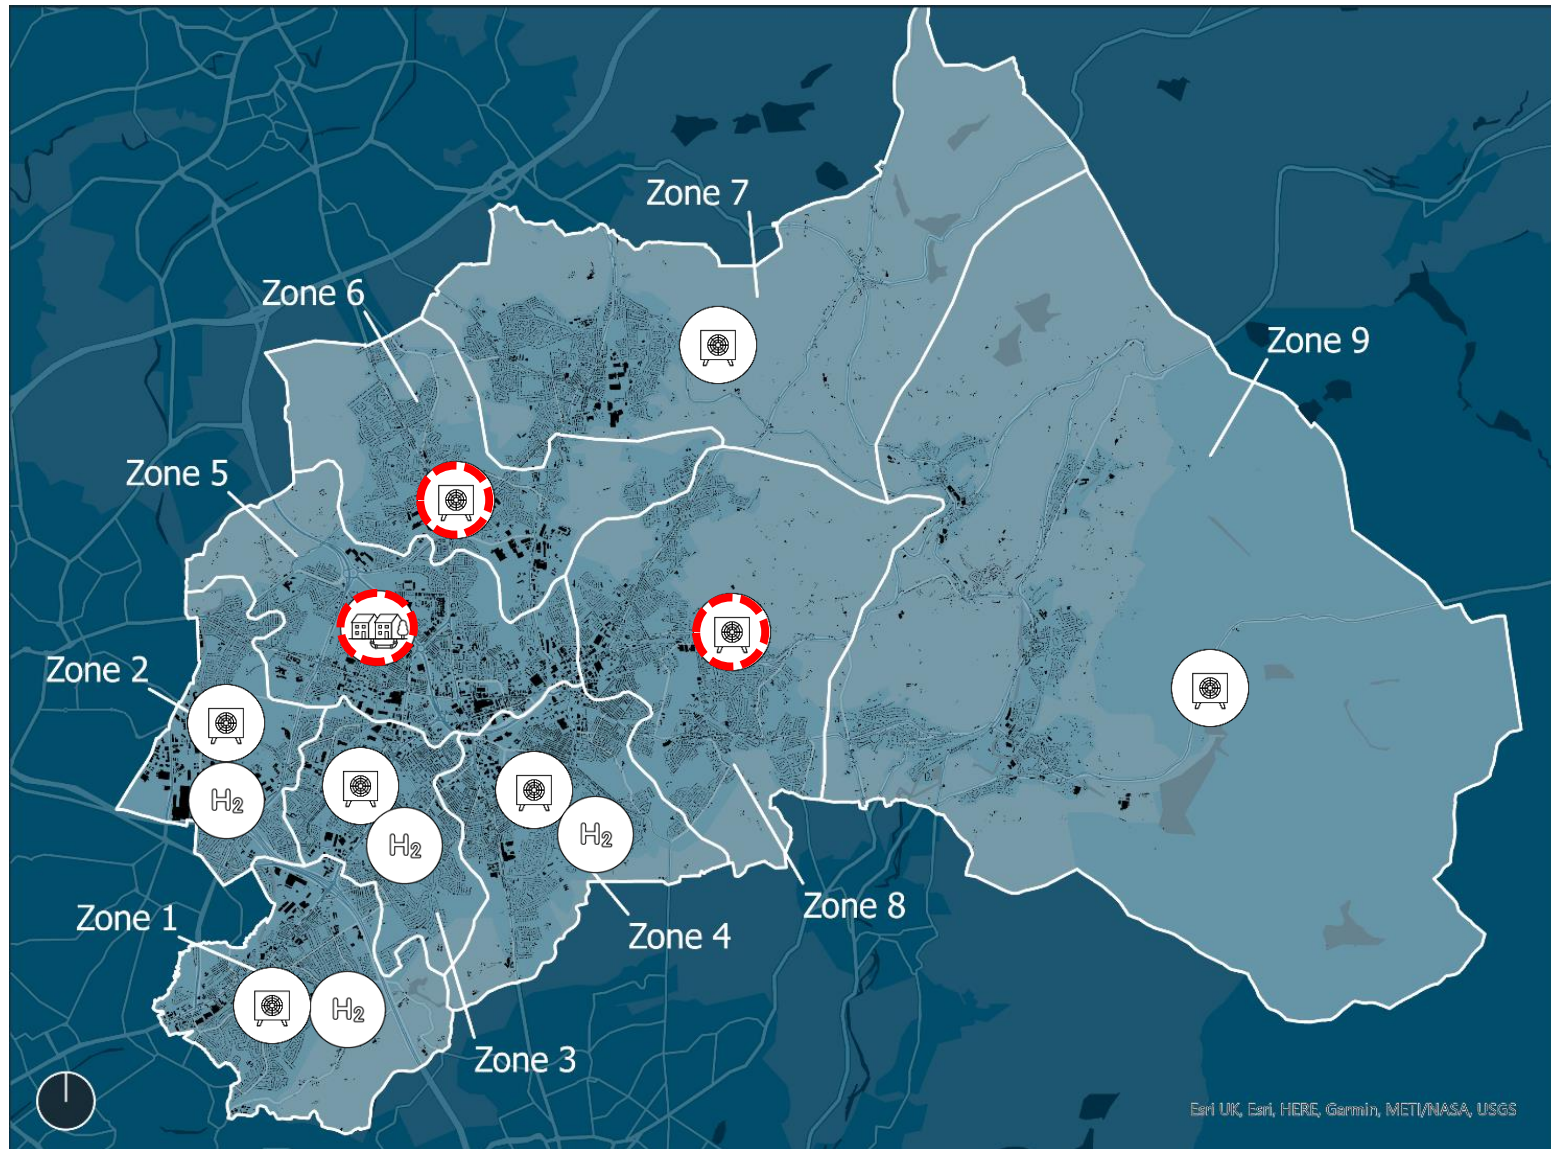 Zone 7
Zone 6
Zone 9
Zone 5
Zone 2
H2
H2
H2
Zone 8
Zone 1
Zone 4
H2
Zone 3
Esri UK, Esri, HERE, Garmin, METI/NASA, USGS